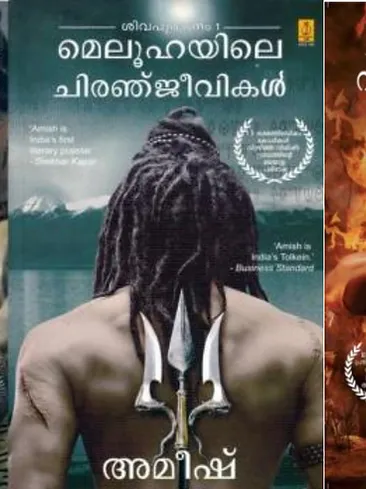 ശിവപുരാണം 1
മെലൂഹയിലെ
ചിരഞ്ജീവികൾ
'Amish is
India's first
literary popstar'
- Shekhar Kapur
'Amish is
India's Tolkein.'
- Business Standard
അമീഷ്